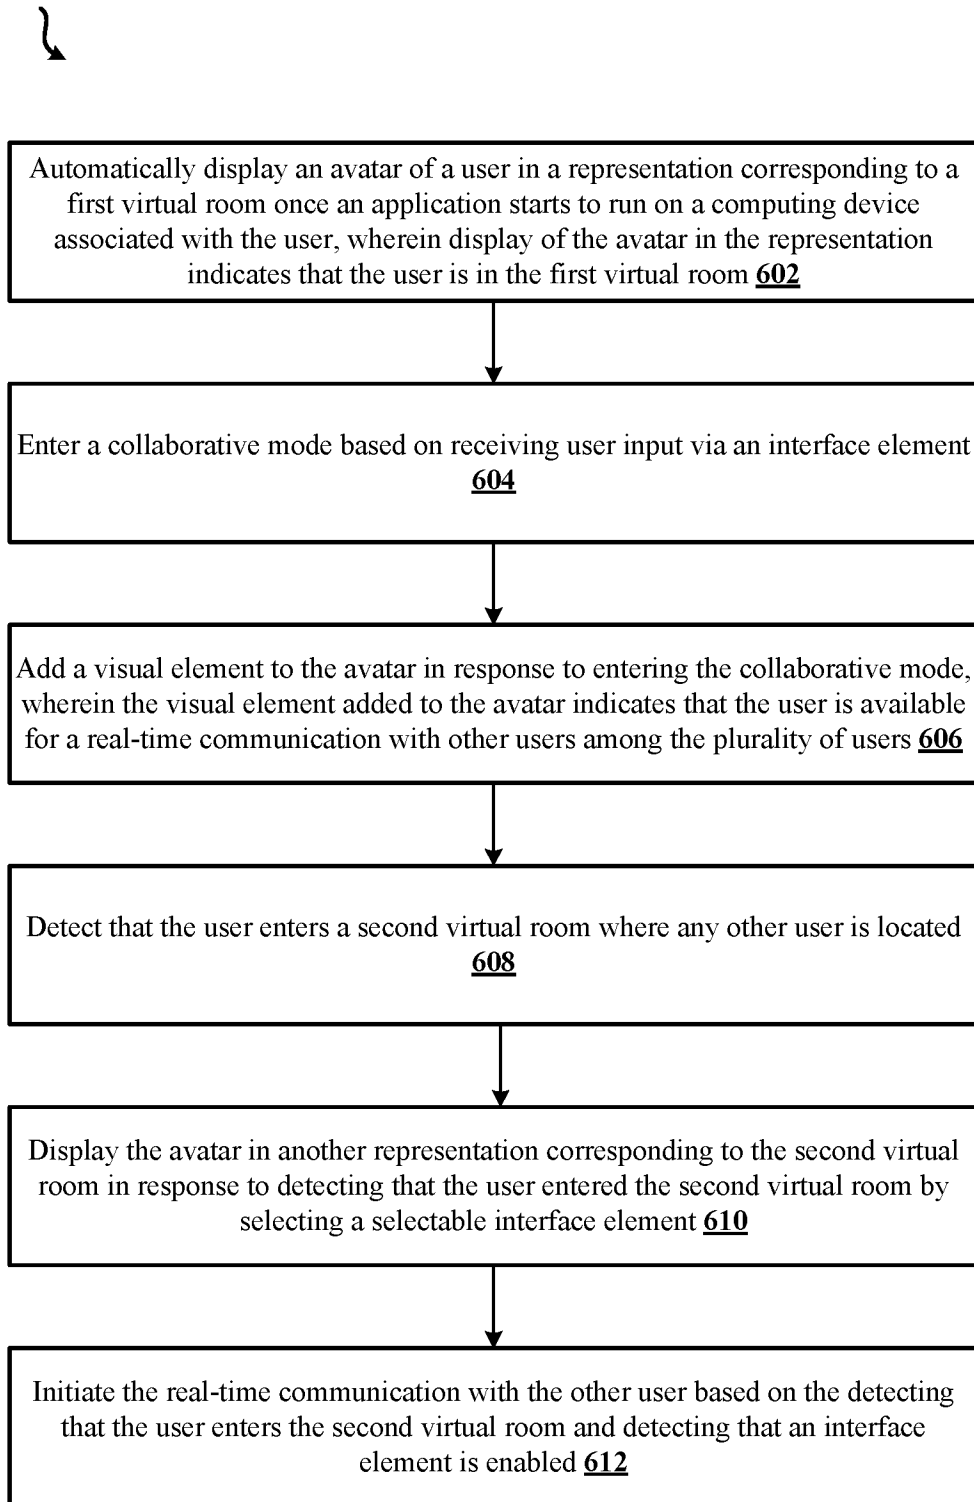 Automatically display an avatar of a user in a representation corresponding to a
first virtual room once an application starts to run on a computing device
associated with the user, wherein display of the avatar in the representation
indicates that the user is in the first virtual room 602
Enter a collaborative mode based on receiving user input via an interface element
604
Add a visual element to the avatar in response to entering the collaborative mode,
wherein the visual element added to the avatar indicates that the user is available
for a real-time communication with other users among the plurality of users 606
Detect that the user enters a second virtual room where any other user is located
608
Display the avatar in another representation corresponding to the second virtual
room in response to detecting that the user entered the second virtual room by
selecting a selectable interface element 610
Initiate the real-time communication with the other user based on the detecting
that the user enters the second virtual room and detecting that an interface
element is enabled 612